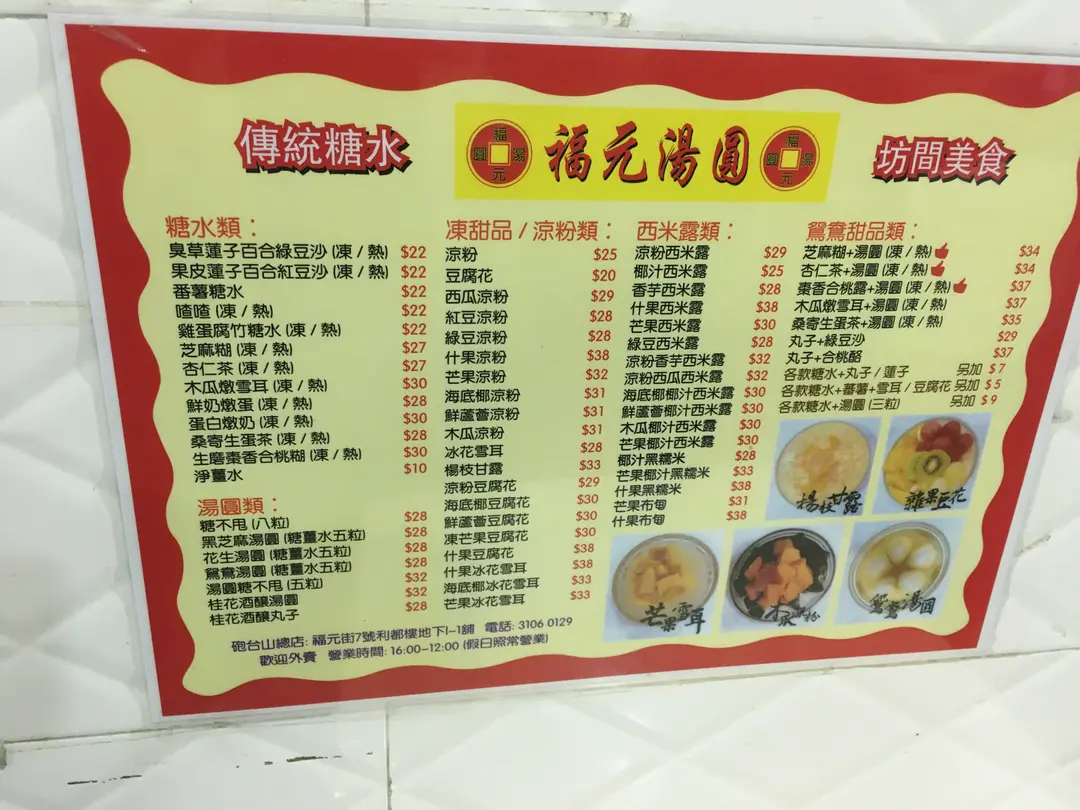 傳統糖水
福元湯圓
福元湯圓
福元湯圓
坊間美食
糖水類：
臭草蓮子百合綠豆沙 (凍 / 熱) $22
果皮蓮子百合紅豆沙 (凍 / 熱) $22
番薯糖水 $22
喳喳 (凍 / 熱) $22
雞蛋腐竹糖水 (凍 / 熱) $22
芝麻糊 (凍 / 熱) $27
杏仁茶 (凍 / 熱) $27
木瓜燉雪耳 (凍 / 熱) $30
鮮奶燉蛋 (凍 / 熱) $28
蛋白燉奶 (凍 / 熱) $30
桑寄生蛋茶 (凍 / 熱) $28
生磨棗香合桃糊 (凍 / 熱) $30
淨薑水 $10
湯圓類：
糖不甩 (八粒) $28
黑芝麻湯圓 (糖薑水五粒) $28
花生湯圓 (糖薑水五粒) $28
鴛鴦湯圓 (糖薑水五粒) $28
湯圓糖不甩 (五粒) $32
桂花酒釀湯圓 $32
桂花酒釀丸子 $28
凍甜品 / 涼粉類：
涼粉 $25
豆腐花 $20
西瓜涼粉 $29
紅豆涼粉 $28
綠豆涼粉 $28
什果涼粉 $38
芒果涼粉 $32
海底椰涼粉 $31
鮮蘆薈涼粉 $31
木瓜涼粉 $31
冰花雪耳 $28
楊枝甘露 $33
涼粉豆腐花 $29
海底椰豆腐花 $30
鮮蘆薈豆腐花 $30
凍芒果豆腐花 $30
什果豆腐花 $38
什果冰花雪耳 $38
海底椰冰花雪耳 $33
芒果冰花雪耳 $33
西米露類：
涼粉西米露 $29
椰汁西米露 $25
香芋西米露 $28
什果西米露 $38
芒果西米露 $30
綠豆西米露 $28
涼粉香芋西米露 $32
涼粉西瓜西米露 $32
海底椰椰汁西米露 $30
鮮蘆薈椰汁西米露 $30
木瓜椰汁西米露 $30
芒果椰汁西米露 $30
椰汁黑糯米 $28
芒果椰汁黑糯米 $33
什果黑糯米 $38
芒果布甸 $31
什果布甸 $38
鴛鴦甜品類：
芝麻糊+湯圓 (凍 / 熱) $34
杏仁茶+湯圓 (凍 / 熱) $34
棗香合桃露+湯圓 (凍 / 熱) $37
木瓜燉雪耳+湯圓 (凍 / 熱) $37
桑寄生蛋茶+湯圓 (凍 / 熱) $35
丸子+綠豆沙 $29
丸子+合桃酪 $37
各款糖水+丸子 / 蓮子 另加 $7
各款糖水+蕃薯+雪耳 / 豆腐花 另加 $5
各款糖水+湯圓 (三粒) 另加 $9
楊枝甘露
雜果豆花
芒果雪耳
木瓜涼粉
鴛鴦湯圓
砲台山總店: 福元街7號利都樓地下I-1舖 電話: 3106 0129
歡迎外賣 營業時間: 16:00-12:00 (假日照常營業)